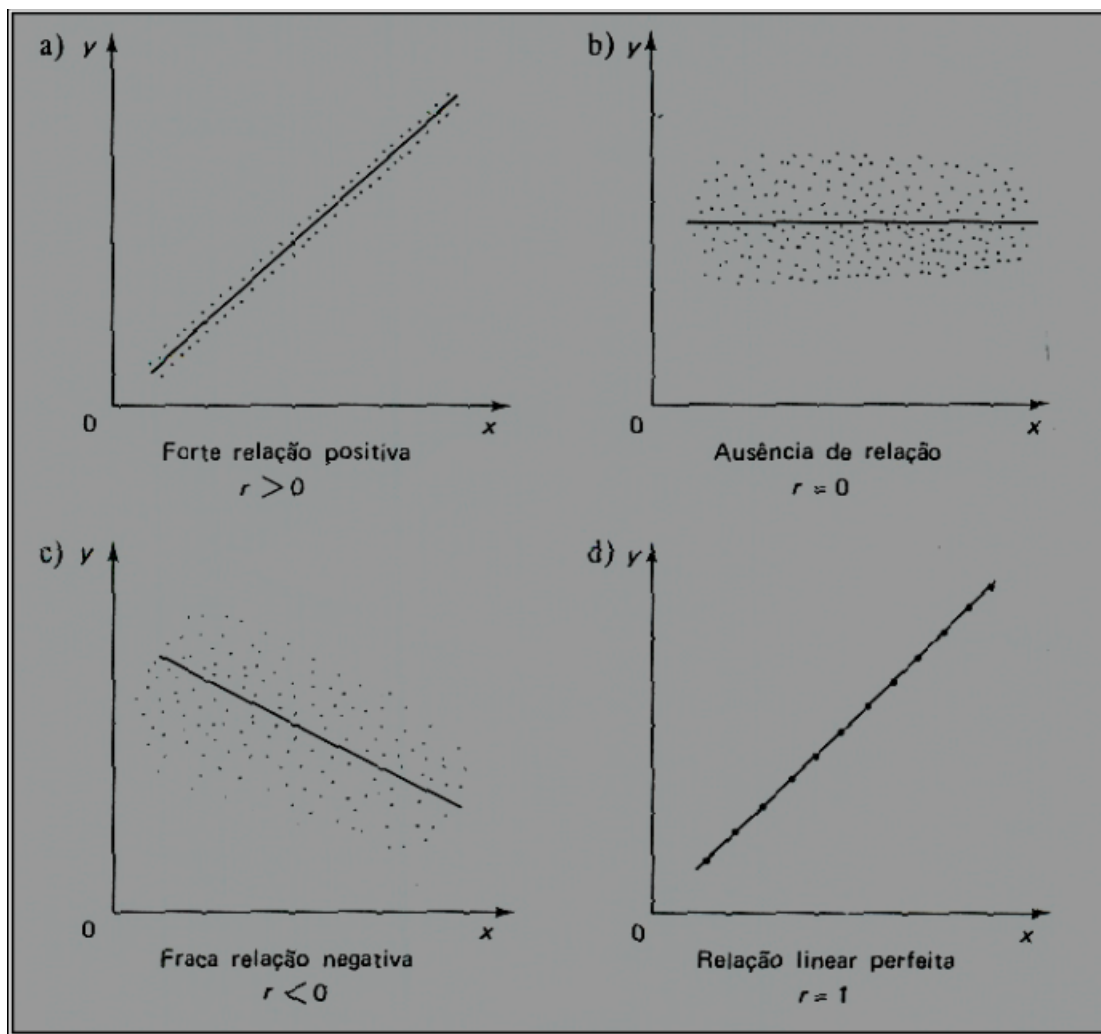 a) y
0
x
Forte relação positiva
r > 0
b) y
0
x
Ausência de relação
r = 0
c) y
0
x
Fraca relação negativa
r < 0
d) y
0
x
Relação linear perfeita
r = 1